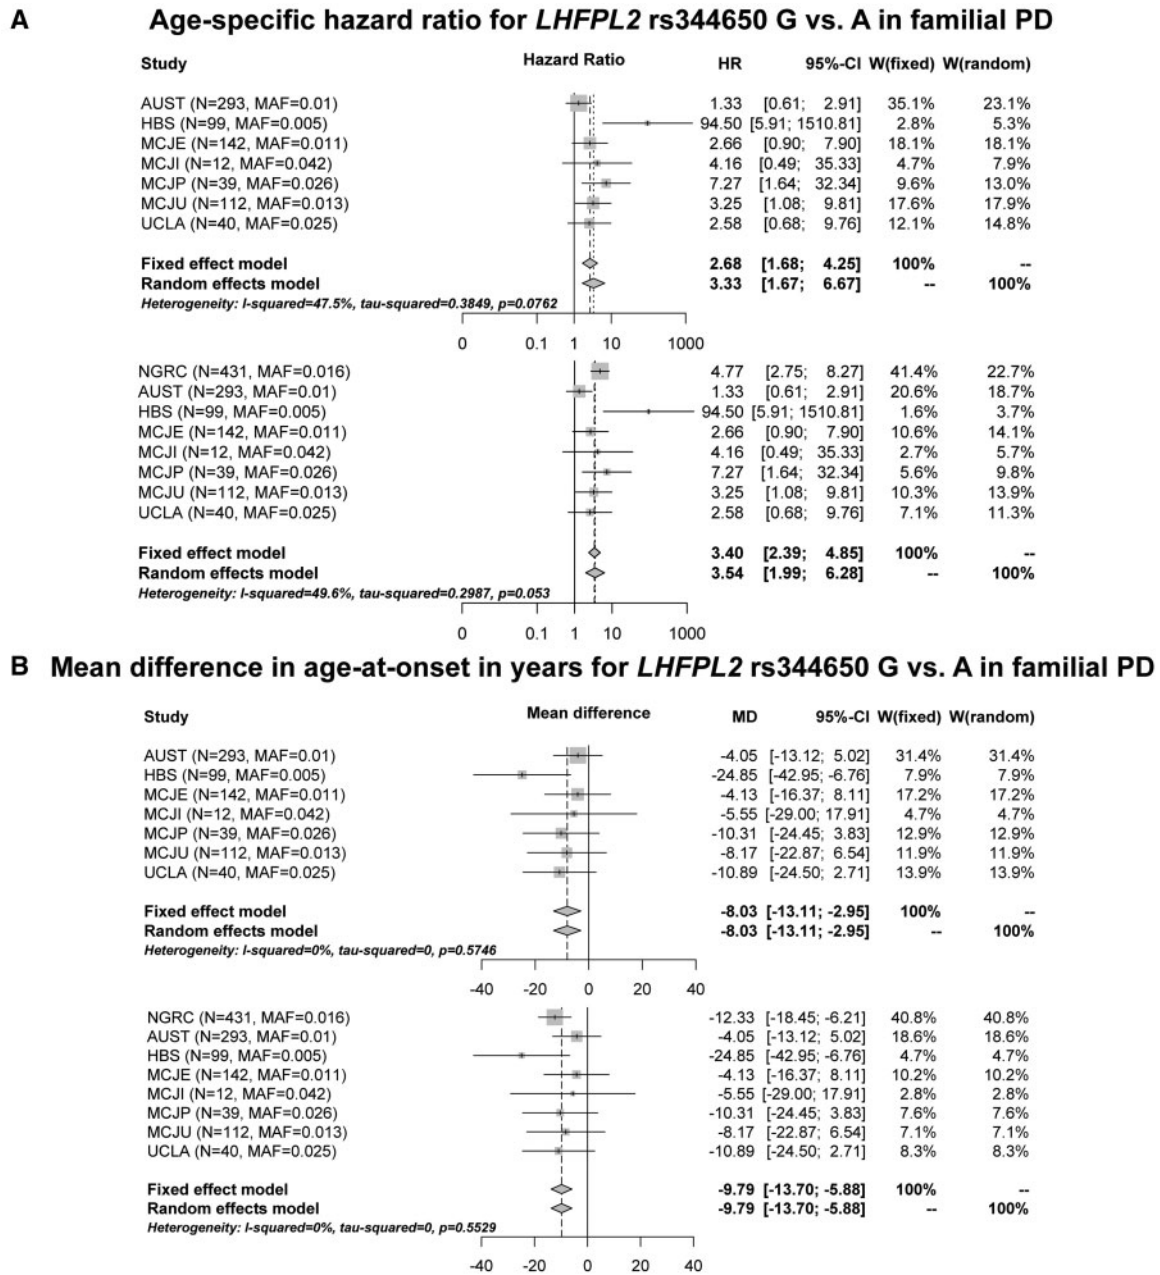 A Age-specific hazard ratio for LHFPL2 rs344650 G vs. A in familial PD
Study Hazard Ratio HR 95%-CI W(fixed) W(random)
AUST (N=293, MAF=0.01) 1.33 [0.61; 2.91] 35.1% 23.1%
HBS (N=99, MAF=0.005) 94.50 [5.91; 1510.81] 2.8% 5.3%
MCJE (N=142, MAF=0.011) 2.66 [0.90; 7.90] 18.1% 18.1%
MCJI (N=12, MAF=0.042) 4.16 [0.49; 35.33] 4.7% 7.9%
MCJP (N=39, MAF=0.026) 7.27 [1.64; 32.34] 9.6% 13.0%
MCJU (N=112, MAF=0.013) 3.25 [1.08; 9.81] 17.6% 17.9%
UCLA (N=40, MAF=0.025) 2.58 [0.68; 9.76] 12.1% 14.8%
Fixed effect model 2.68 [1.68; 4.25] 100% --
Random effects model 3.33 [1.67; 6.67] -- 100%
Heterogeneity: I-squared=47.5%, tau-squared=0.3849, p=0.0762
0 0.1 1 10 1000
NGRC (N=431, MAF=0.016) 4.77 [2.75; 8.27] 41.4% 22.7%
AUST (N=293, MAF=0.01) 1.33 [0.61; 2.91] 20.6% 18.7%
HBS (N=99, MAF=0.005) 94.50 [5.91; 1510.81] 1.6% 3.7%
MCJE (N=142, MAF=0.011) 2.66 [0.90; 7.90] 10.6% 14.1%
MCJI (N=12, MAF=0.042) 4.16 [0.49; 35.33] 2.7% 5.7%
MCJP (N=39, MAF=0.026) 7.27 [1.64; 32.34] 5.6% 9.8%
MCJU (N=112, MAF=0.013) 3.25 [1.08; 9.81] 10.3% 13.9%
UCLA (N=40, MAF=0.025) 2.58 [0.68; 9.76] 7.1% 11.3%
Fixed effect model 3.40 [2.39; 4.85] 100% --
Random effects model 3.54 [1.99; 6.28] -- 100%
Heterogeneity: I-squared=49.6%, tau-squared=0.2987, p=0.053
0 0.1 1 10 1000
B Mean difference in age-at-onset in years for LHFPL2 rs344650 G vs. A in familial PD
Study Mean difference MD 95%-CI W(fixed) W(random)
AUST (N=293, MAF=0.01) -4.05 [-13.12; 5.02] 31.4% 31.4%
HBS (N=99, MAF=0.005) -24.85 [-42.95; -6.76] 7.9% 7.9%
MCJE (N=142, MAF=0.011) -4.13 [-16.37; 8.11] 17.2% 17.2%
MCJI (N=12, MAF=0.042) -5.55 [-29.00; 17.91] 4.7% 4.7%
MCJP (N=39, MAF=0.026) -10.31 [-24.45; 3.83] 12.9% 12.9%
MCJU (N=112, MAF=0.013) -8.17 [-22.87; 6.54] 11.9% 11.9%
UCLA (N=40, MAF=0.025) -10.89 [-24.50; 2.71] 13.9% 13.9%
Fixed effect model -8.03 [-13.11; -2.95] 100% --
Random effects model -8.03 [-13.11; -2.95] -- 100%
Heterogeneity: I-squared=0%, tau-squared=0, p=0.5746
-40 -20 0 20 40
NGRC (N=431, MAF=0.016) -12.33 [-18.45; -6.21] 40.8% 40.8%
AUST (N=293, MAF=0.01) -4.05 [-13.12; 5.02] 18.6% 18.6%
HBS (N=99, MAF=0.005) -24.85 [-42.95; -6.76] 4.7% 4.7%
MCJE (N=142, MAF=0.011) -4.13 [-16.37; 8.11] 10.2% 10.2%
MCJI (N=12, MAF=0.042) -5.55 [-29.00; 17.91] 2.8% 2.8%
MCJP (N=39, MAF=0.026) -10.31 [-24.45; 3.83] 7.6% 7.6%
MCJU (N=112, MAF=0.013) -8.17 [-22.87; 6.54] 7.1% 7.1%
UCLA (N=40, MAF=0.025) -10.89 [-24.50; 2.71] 8.3% 8.3%
Fixed effect model -9.79 [-13.70; -5.88] 100% --
Random effects model -9.79 [-13.70; -5.88] -- 100%
Heterogeneity: I-squared=0%, tau-squared=0, p=0.5529
-40 -20 0 20 40